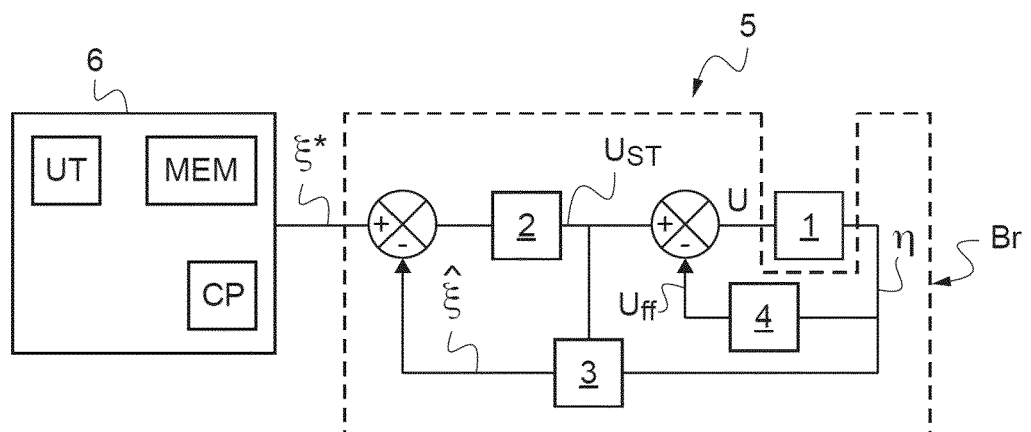 5
6
UT
MEM
ξ*
U_ST
U
+
-
2
+
-
1
η
Br
CP
ξ̂
U_ff
4
3